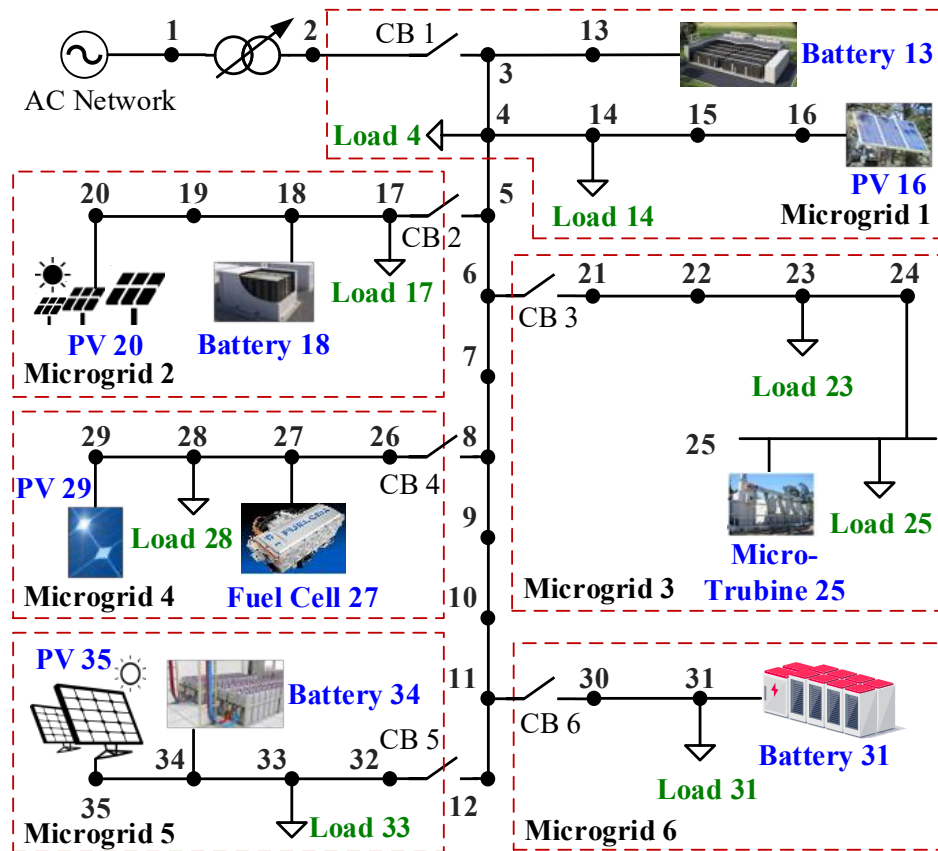 1
2
CB 1
13
Battery 13
AC Network
3
Load 4
4
14
15
16
PV 16
Load 14
Microgrid 1
20
19
18
17
CB 2
5
Load 17
PV 20
Battery 18
Microgrid 2
6
CB 3
21
22
23
24
7
Load 23
25
Load 25
Micro-
Trubine 25
Microgrid 3
29
28
27
26
8
CB 4
PV 29
Load 28
FUEL CELL
Fuel Cell 27
Microgrid 4
9
10
PV 35
Battery 34
11
CB 6
30
31
Battery 31
Load 31
CB 5
34
33
32
12
35
Load 33
Microgrid 5
Microgrid 6